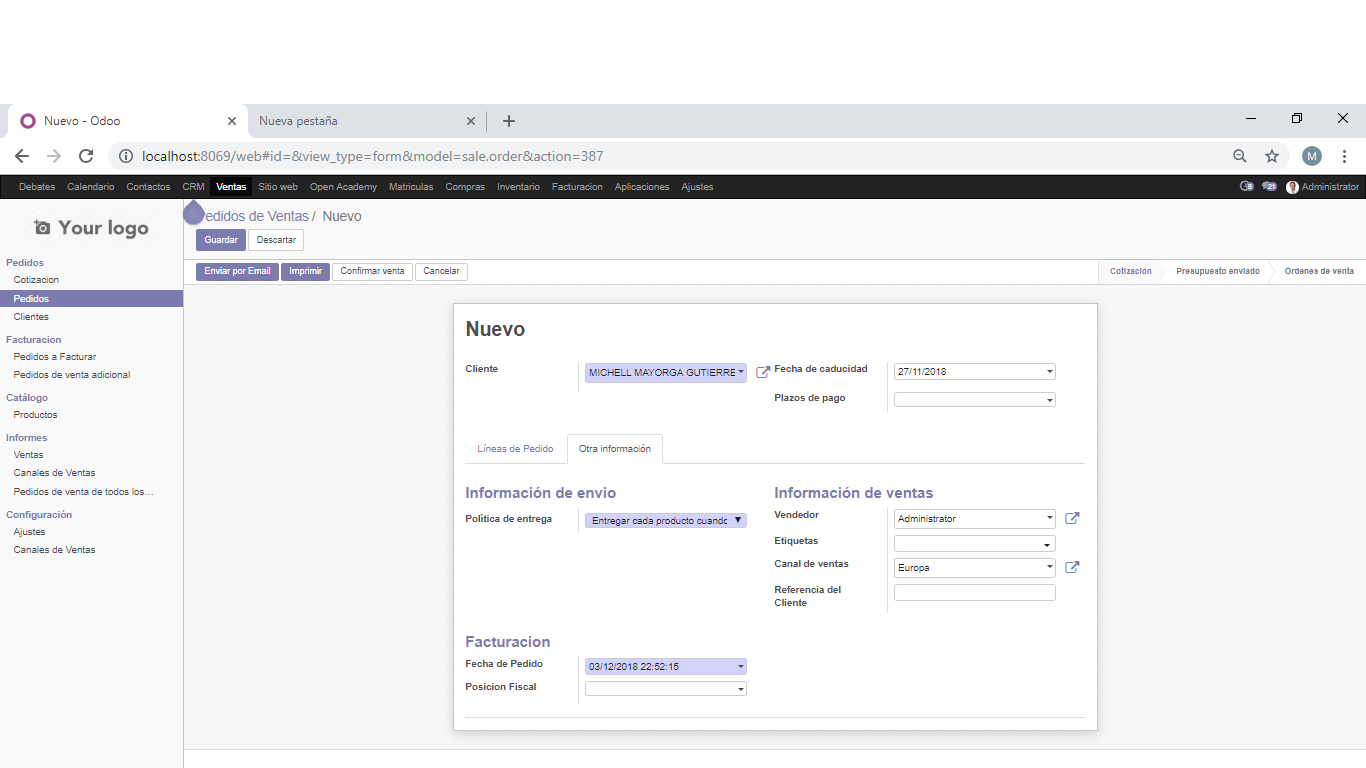 Nuevo - Odoo
Nueva pestaña
localhost:8069/web#id=&view_type=form&model=sale.order&action=387
M
Debates Calendario Contactos CRM Ventas Sitio web Open Academy Matriculas Compras Inventario Facturacion Aplicaciones Ajustes
8 21 Administrator
Your logo
edidos de Ventas / Nuevo
Guardar Descartar
Enviar por Email Imprimir Confirmar venta Cancelar
Cotización Presupuesto enviado Órdenes de venta
Pedidos
Cotizacion
Pedidos
Clientes
Facturacion
Pedidos a Facturar
Pedidos de venta adicional
Catálogo
Productos
Informes
Ventas
Canales de Ventas
Pedidos de venta de todos los...
Configuración
Ajustes
Canales de Ventas
Nuevo
Cliente MICHELL MAYORGA GUTIERRE
Fecha de caducidad 27/11/2018
Plazos de pago
Líneas de Pedido Otra información
Información de envio
Política de entrega Entregar cada producto cuando
Información de ventas
Vendedor Administrator
Etiquetas
Canal de ventas Europa
Referencia del
Cliente
Facturacion
Fecha de Pedido 03/12/2018 22:52:15
Posicion Fiscal